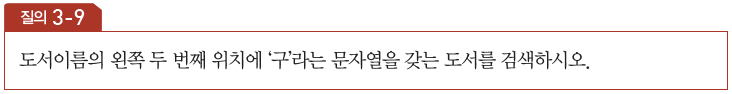 질의 3-9
도서이름의 왼쪽 두 번째 위치에 ‘구’라는 문자열을 갖는 도서를 검색하시오.